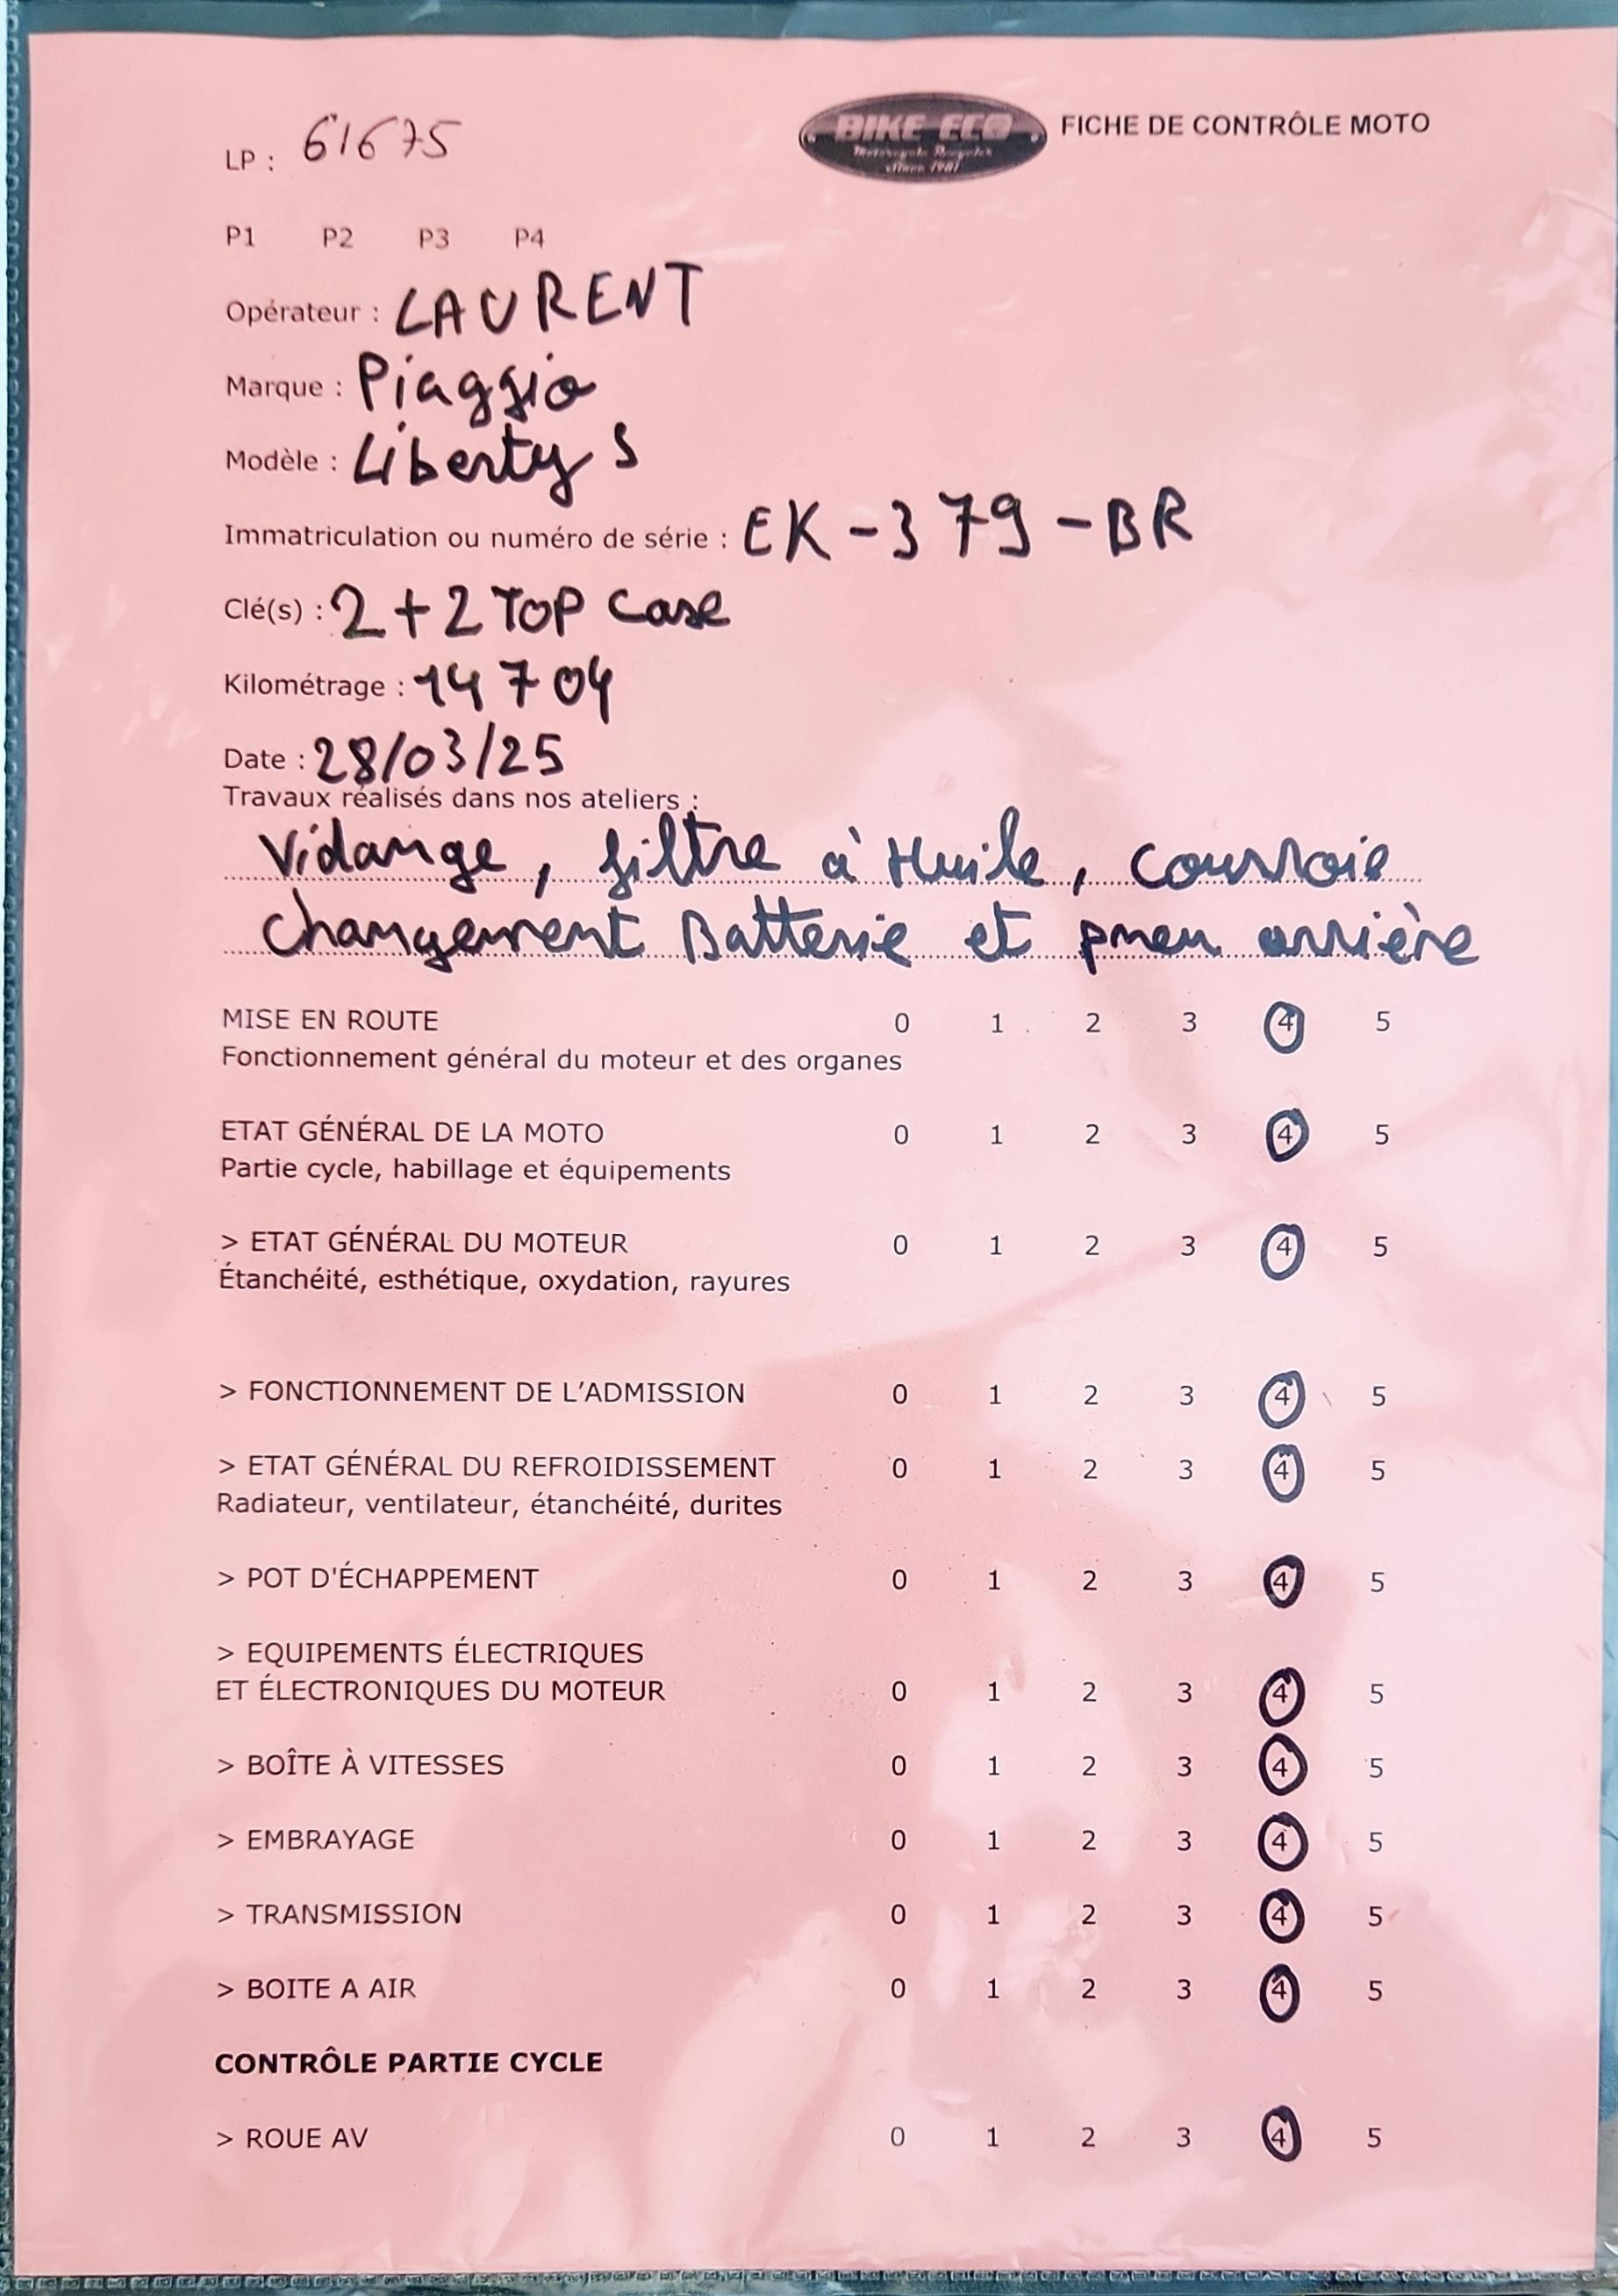 BIKE ECO
Motorcycle Recycler
Since 1981
FICHE DE CONTRÔLE MOTO
LP : 61675
P1 P2 P3 P4
Opérateur : LAURENT
Marque : Piaggio
Modèle : Liberty S
Immatriculation ou numéro de série : EK-379-BR
Clé(s) : 2+2 TOP Case
Kilométrage : 14704
Date : 28/03/25
Travaux réalisés dans nos ateliers :
Vidange, filtre à Huile, courroie
changement Batterie et pneu arrière
MISE EN ROUTE 0 1 2 3 4 5
Fonctionnement général du moteur et des organes
ETAT GÉNÉRAL DE LA MOTO 0 1 2 3 4 5
Partie cycle, habillage et équipements
> ETAT GÉNÉRAL DU MOTEUR 0 1 2 3 4 5
Étanchéité, esthétique, oxydation, rayures
> FONCTIONNEMENT DE L'ADMISSION 0 1 2 3 4 5
> ETAT GÉNÉRAL DU REFROIDISSEMENT 0 1 2 3 4 5
Radiateur, ventilateur, étanchéité, durites
> POT D'ÉCHAPPEMENT 0 1 2 3 4 5
> EQUIPEMENTS ÉLECTRIQUES
ET ÉLECTRONIQUES DU MOTEUR 0 1 2 3 4 5
> BOÎTE À VITESSES 0 1 2 3 4 5
> EMBRAYAGE 0 1 2 3 4 5
> TRANSMISSION 0 1 2 3 4 5
> BOITE A AIR 0 1 2 3 4 5
CONTRÔLE PARTIE CYCLE
> ROUE AV 0 1 2 3 4 5